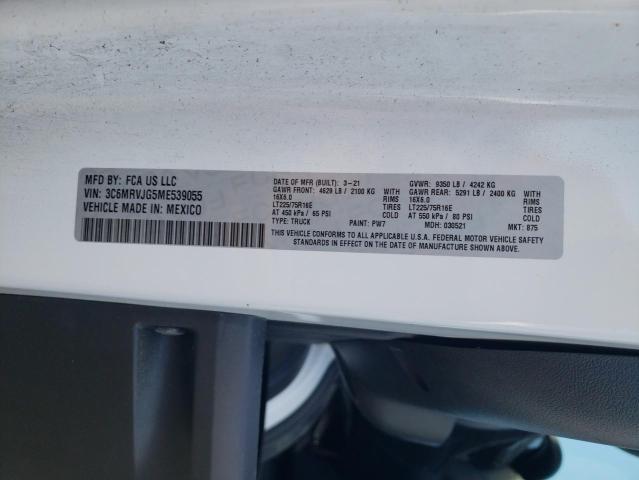 MFD BY: FCA US LLC
VIN: 3C6MRVJG5ME539055
VEHICLE MADE IN: MEXICO
DATE OF MFR (BUILT): 3-21
GAWR FRONT: 4629 LB / 2100 KG
16X6.0 RIMS
LT225/75R16E TIRES
AT 450 kPa / 65 PSI COLD
TYPE: TRUCK PAINT: PW7
GVWR: 9350 LB / 4242 KG
GAWR REAR: 5291 LB / 2400 KG
16X6.0 RIMS
LT225/75R16E TIRES
AT 550 kPa / 80 PSI COLD
MDH: 030521 MKT: 875
THIS VEHICLE CONFORMS TO ALL APPLICABLE U.S.A. FEDERAL MOTOR VEHICLE SAFETY
STANDARDS IN EFFECT ON THE DATE OF MANUFACTURE SHOWN ABOVE.